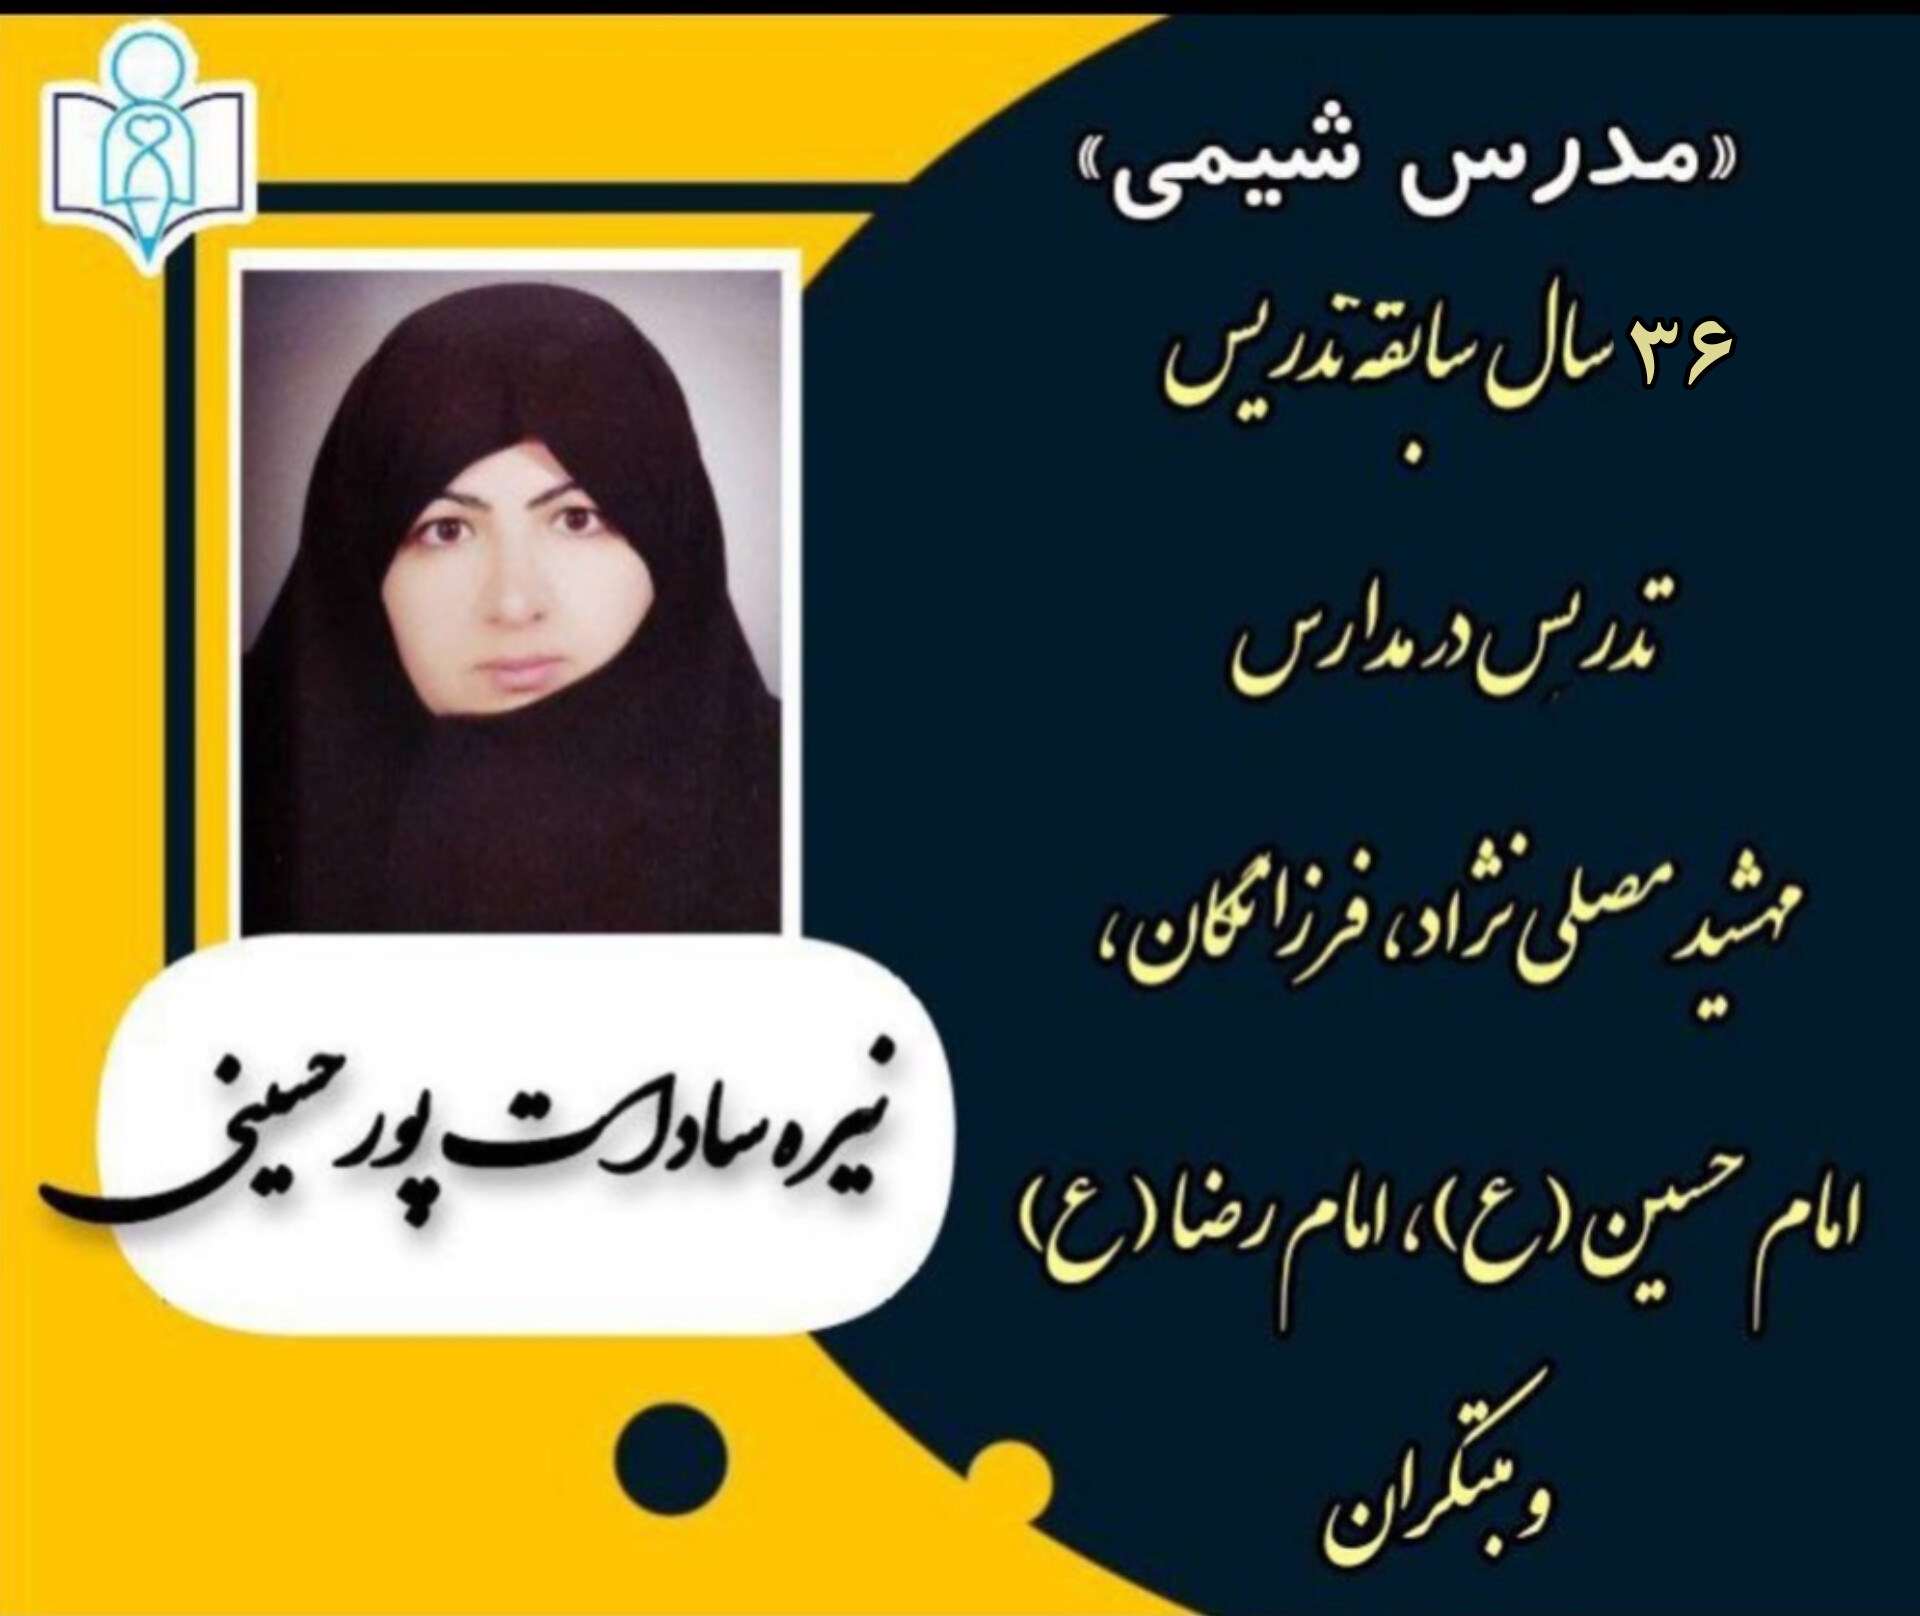 «مدرس شیمی»
۳۶ سال سابقه تدریس
تدریس در مدارس
مهشید مصلی نژاد، فرزانگان،
امام حسین (ع)، امام رضا (ع)
و مبتکران
نیره سادات پور حسینی